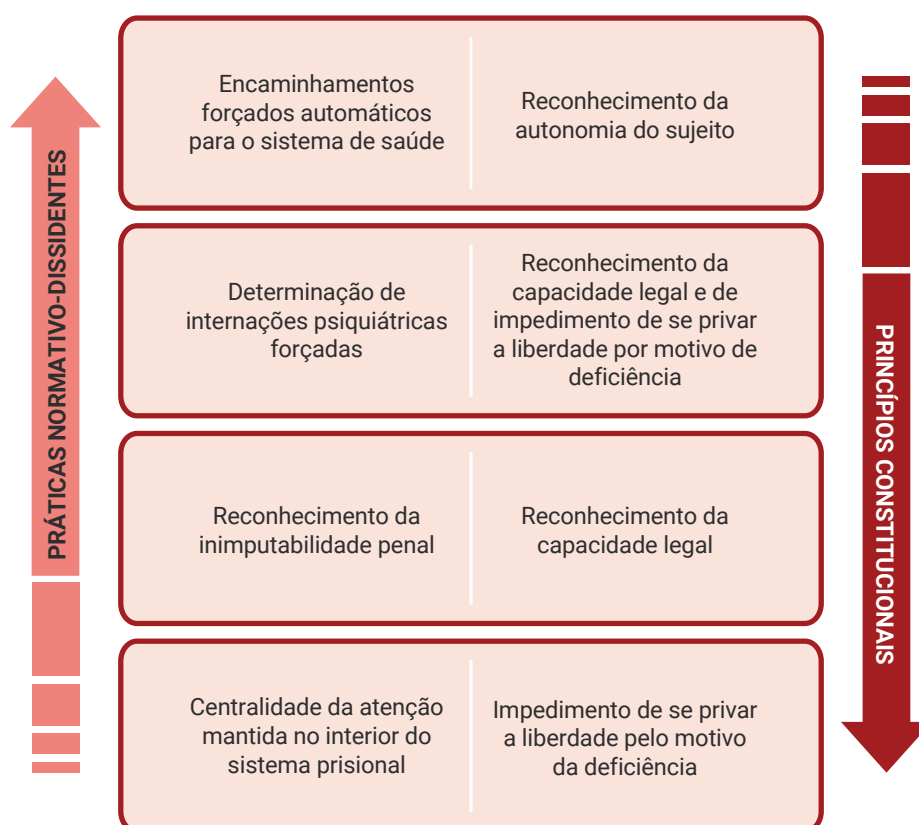 PRÁTICAS NORMATIVO-DISSIDENTES
Encaminhamentos
forçados automáticos
para o sistema de saúde
Reconhecimento da
autonomia do sujeito
Determinação de
internações psiquiátricas
forçadas
Reconhecimento da
capacidade legal e de
impedimento de se privar
a liberdade por motivo de
deficiência
Reconhecimento da
inimputabilidade penal
Reconhecimento da
capacidade legal
Centralidade da atenção
mantida no interior do
sistema prisional
Impedimento de se privar
a liberdade pelo motivo
da deficiência
PRINCÍPIOS CONSTITUCIONAIS